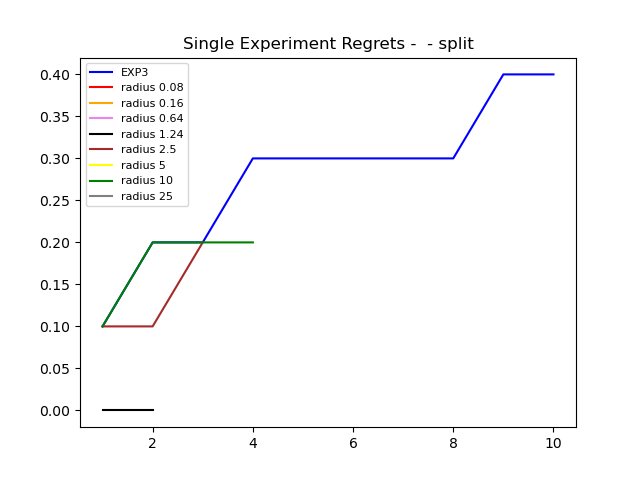 Single Experiment Regrets -  - split
EXP3
radius 0.08
radius 0.16
radius 0.64
radius 1.24
radius 2.5
radius 5
radius 10
radius 25
0.40
0.35
0.30
0.25
0.20
0.15
0.10
0.05
0.00
2 4 6 8 10